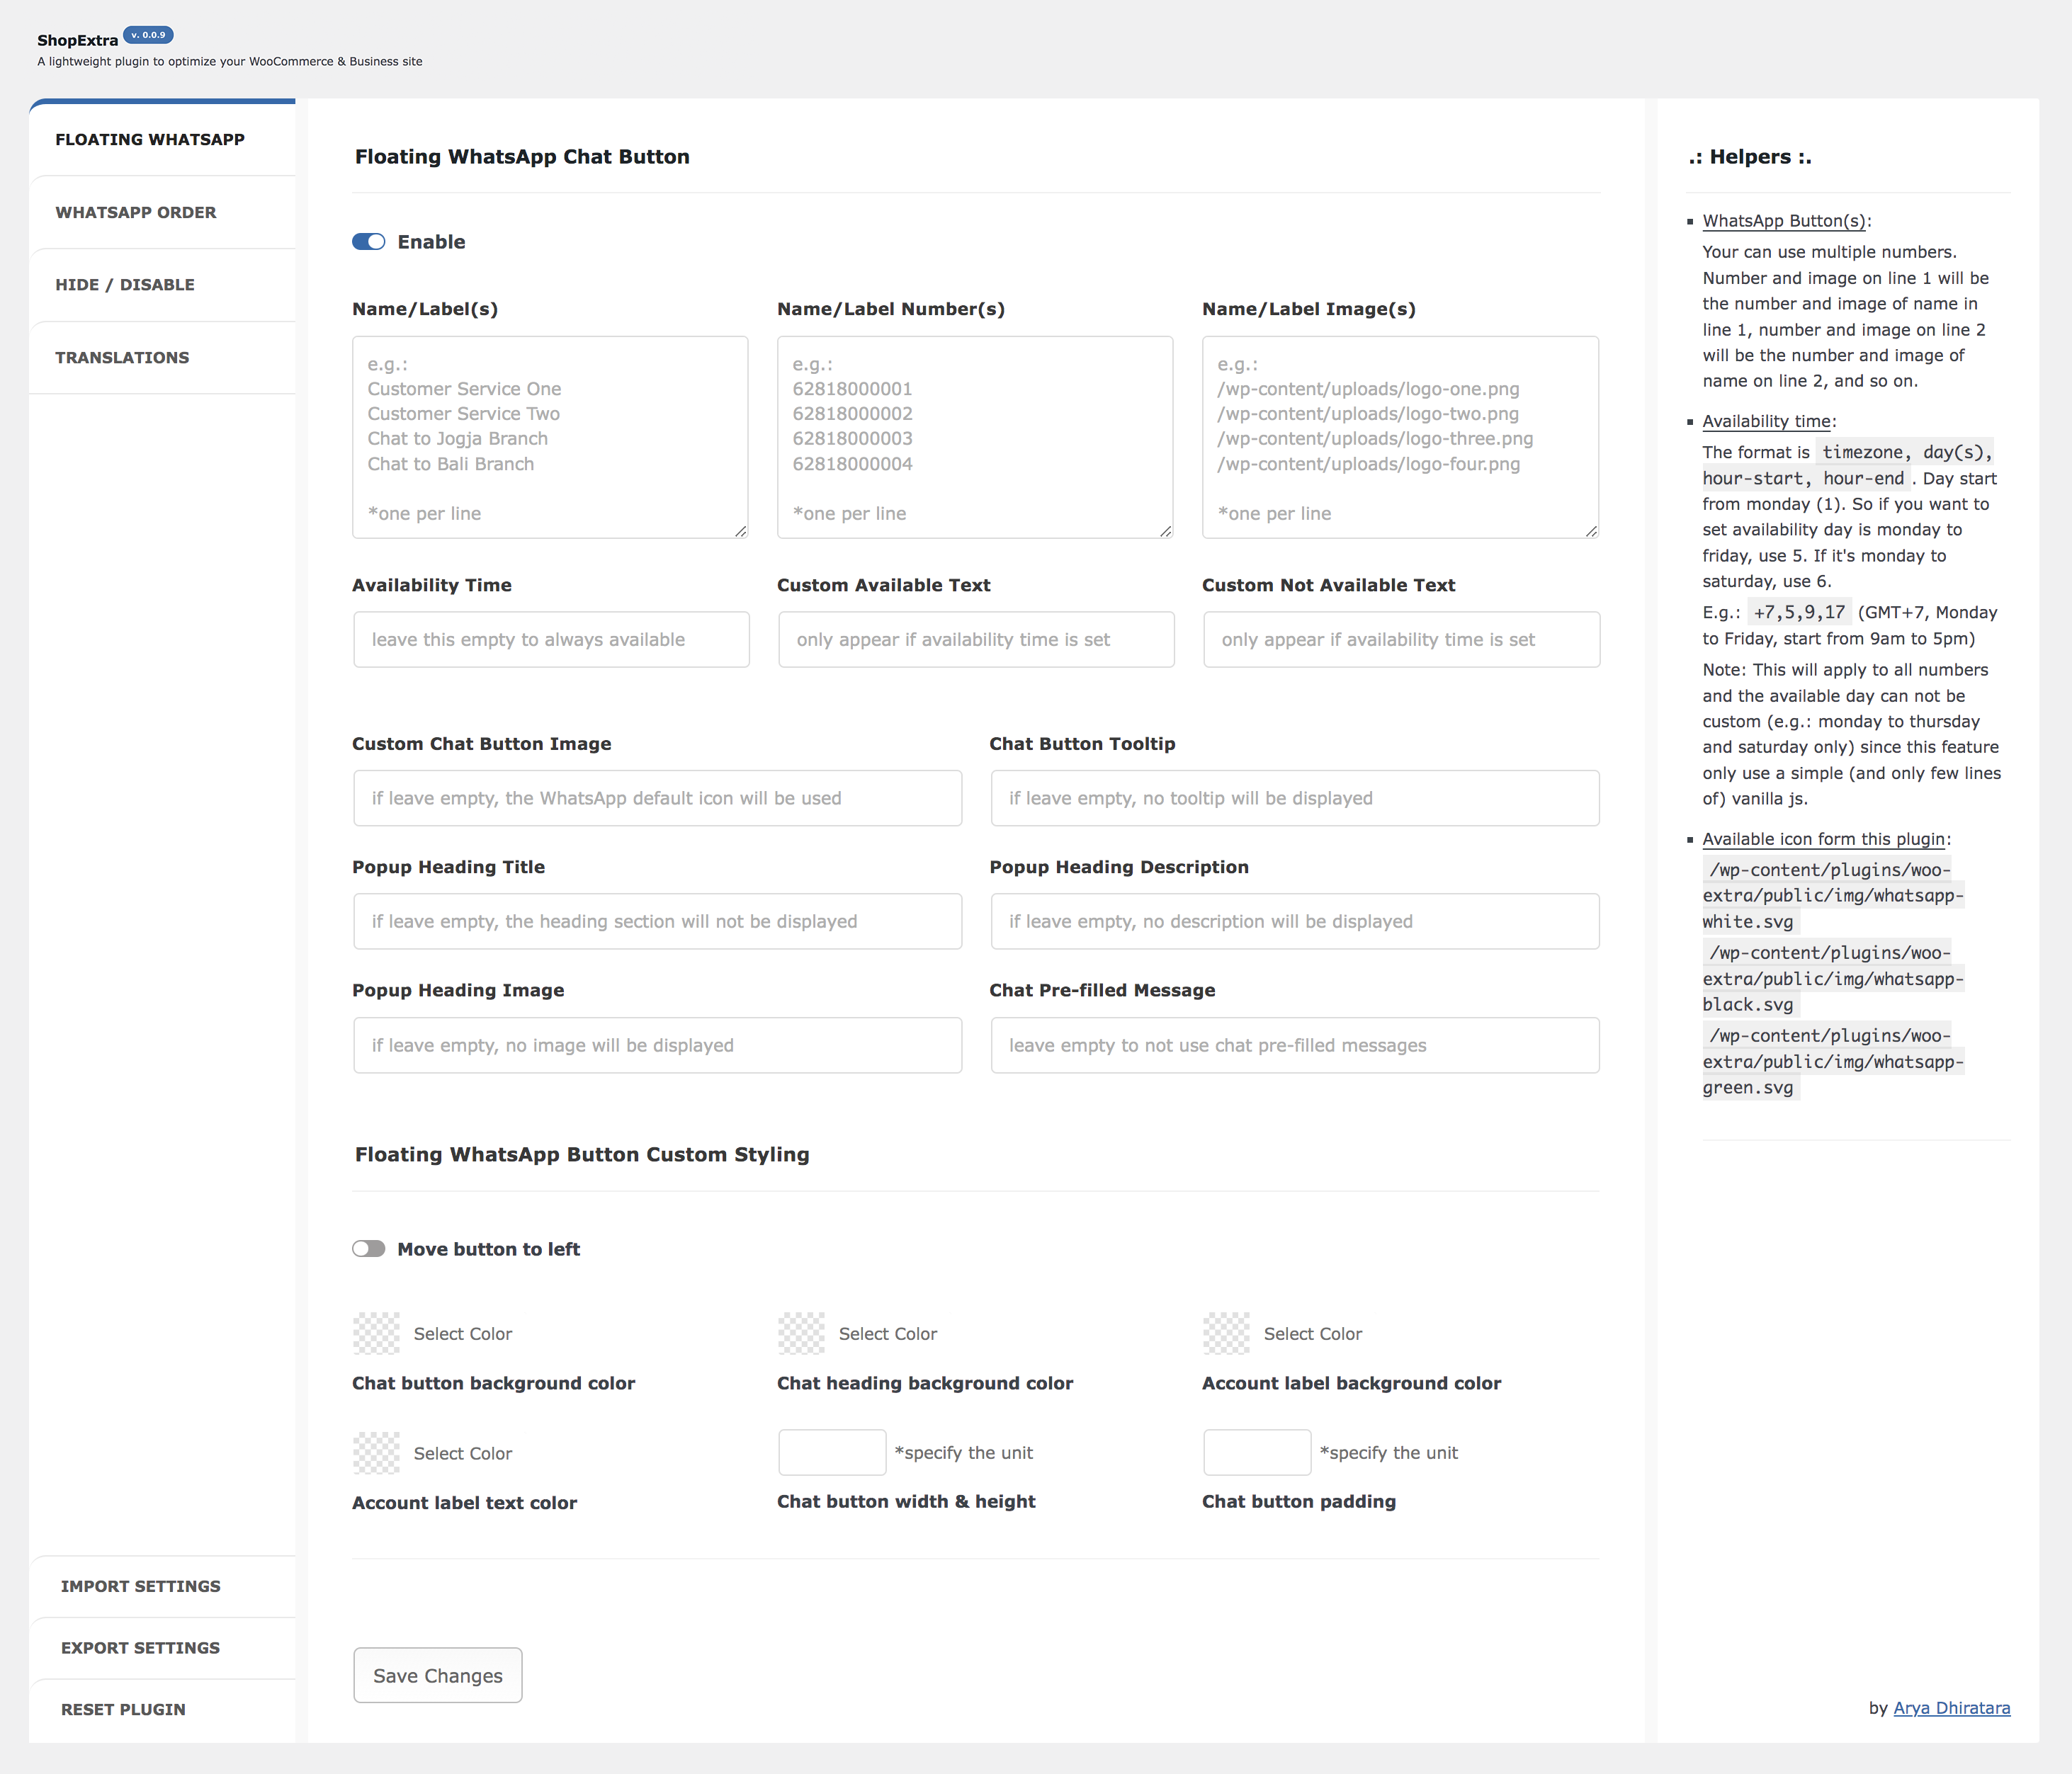 ShopExtra v. 0.0.9
A lightweight plugin to optimize your WooCommerce & Business site
FLOATING WHATSAPP
WHATSAPP ORDER
HIDE / DISABLE
TRANSLATIONS
IMPORT SETTINGS
EXPORT SETTINGS
RESET PLUGIN
Floating WhatsApp Chat Button
Enable
Name/Label(s)
e.g.:
Customer Service One
Customer Service Two
Chat to Jogja Branch
Chat to Bali Branch
*one per line
Name/Label Number(s)
e.g.:
62818000001
62818000002
62818000003
62818000004
*one per line
Name/Label Image(s)
e.g.:
/wp-content/uploads/logo-one.png
/wp-content/uploads/logo-two.png
/wp-content/uploads/logo-three.png
/wp-content/uploads/logo-four.png
*one per line
Availability Time
leave this empty to always available
Custom Available Text
only appear if availability time is set
Custom Not Available Text
only appear if availability time is set
Custom Chat Button Image
if leave empty, the WhatsApp default icon will be used
Chat Button Tooltip
if leave empty, no tooltip will be displayed
Popup Heading Title
if leave empty, the heading section will not be displayed
Popup Heading Description
if leave empty, no description will be displayed
Popup Heading Image
if leave empty, no image will be displayed
Chat Pre-filled Message
leave empty to not use chat pre-filled messages
Floating WhatsApp Button Custom Styling
Move button to left
Select Color
Chat button background color
Select Color
Chat heading background color
Select Color
Account label background color
Select Color
Account label text color
*specify the unit
Chat button width & height
*specify the unit
Chat button padding
Save Changes
.: Helpers :.
WhatsApp Button(s):
Your can use multiple numbers.
Number and image on line 1 will be
the number and image of name in
line 1, number and image on line 2
will be the number and image of
name on line 2, and so on.
Availability time:
The format is timezone, day(s),
hour-start, hour-end . Day start
from monday (1). So if you want to
set availability day is monday to
friday, use 5. If it's monday to
saturday, use 6.
E.g.: +7,5,9,17 (GMT+7, Monday
to Friday, start from 9am to 5pm)
Note: This will apply to all numbers
and the available day can not be
custom (e.g.: monday to thursday
and saturday only) since this feature
only use a simple (and only few lines
of) vanilla js.
Available icon form this plugin:
/wp-content/plugins/woo-
extra/public/img/whatsapp-
white.svg
/wp-content/plugins/woo-
extra/public/img/whatsapp-
black.svg
/wp-content/plugins/woo-
extra/public/img/whatsapp-
green.svg
by Arya Dhiratara